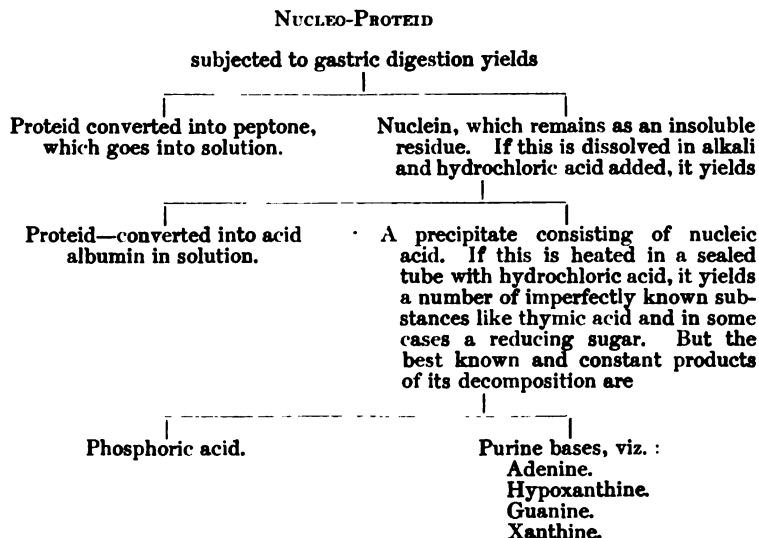 NUCLEO-PROTEID
subjected to gastric digestion yields
Proteid converted into peptone,
which goes into solution.
Nuclein, which remains as an insoluble
residue. If this is dissolved in alkali
and hydrochloric acid added, it yields
Proteid—converted into acid
albumin in solution.
A precipitate consisting of nucleic
acid. If this is heated in a sealed
tube with hydrochloric acid, it yields
a number of imperfectly known sub-
stances like thymic acid and in some
cases a reducing sugar. But the
best known and constant products
of its decomposition are
Phosphoric acid.
Purine bases, viz. :
Adenine.
Hypoxanthine.
Guanine.
Xanthine.